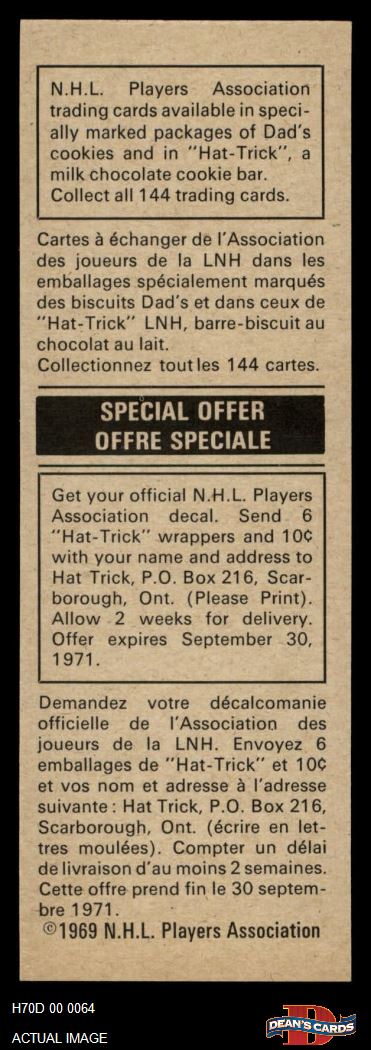 N.H.L. Players Association
trading cards available in speci-
ally marked packages of Dad's
cookies and in "Hat-Trick", a
milk chocolate cookie bar.
Collect all 144 trading cards.
Cartes à échanger de l'Association
des joueurs de la LNH dans les
emballages spécialement marqués
des biscuits Dad's et dans ceux de
"Hat-Trick" LNH, barre-biscuit au
chocolat au lait.
Collectionnez toutles 144 cartes.
SPECIAL OFFER
OFFRE SPECIALE
Get your official N.H.L. Players
Association decal. Send 6
"Hat-Trick" wrappers and 10¢
with your name and address to
Hat Trick, P.O. Box 216, Scar-
borough, Ont. (Please Print).
Allow 2 weeks for delivery.
Offer expires September 30,
1971.
Demandez votre décalcomanie
officielle de l'Association des
joueurs de la LNH. Envoyez 6
emballages de "Hat-Trick" et 10¢
et vos nom et adresse à l'adresse
suivante : Hat Trick, P.O. Box 216,
Scarborough, Ont. (écrire en let-
tres moulées). Compter un délai
de livraison d'au moins 2 semaines.
Cette offre prend fin le 30 septem-
bre 1971.
©1969 N.H.L. Players Association
H70D 00 0064
ACTUAL IMAGE
D
DEAN'S CARDS